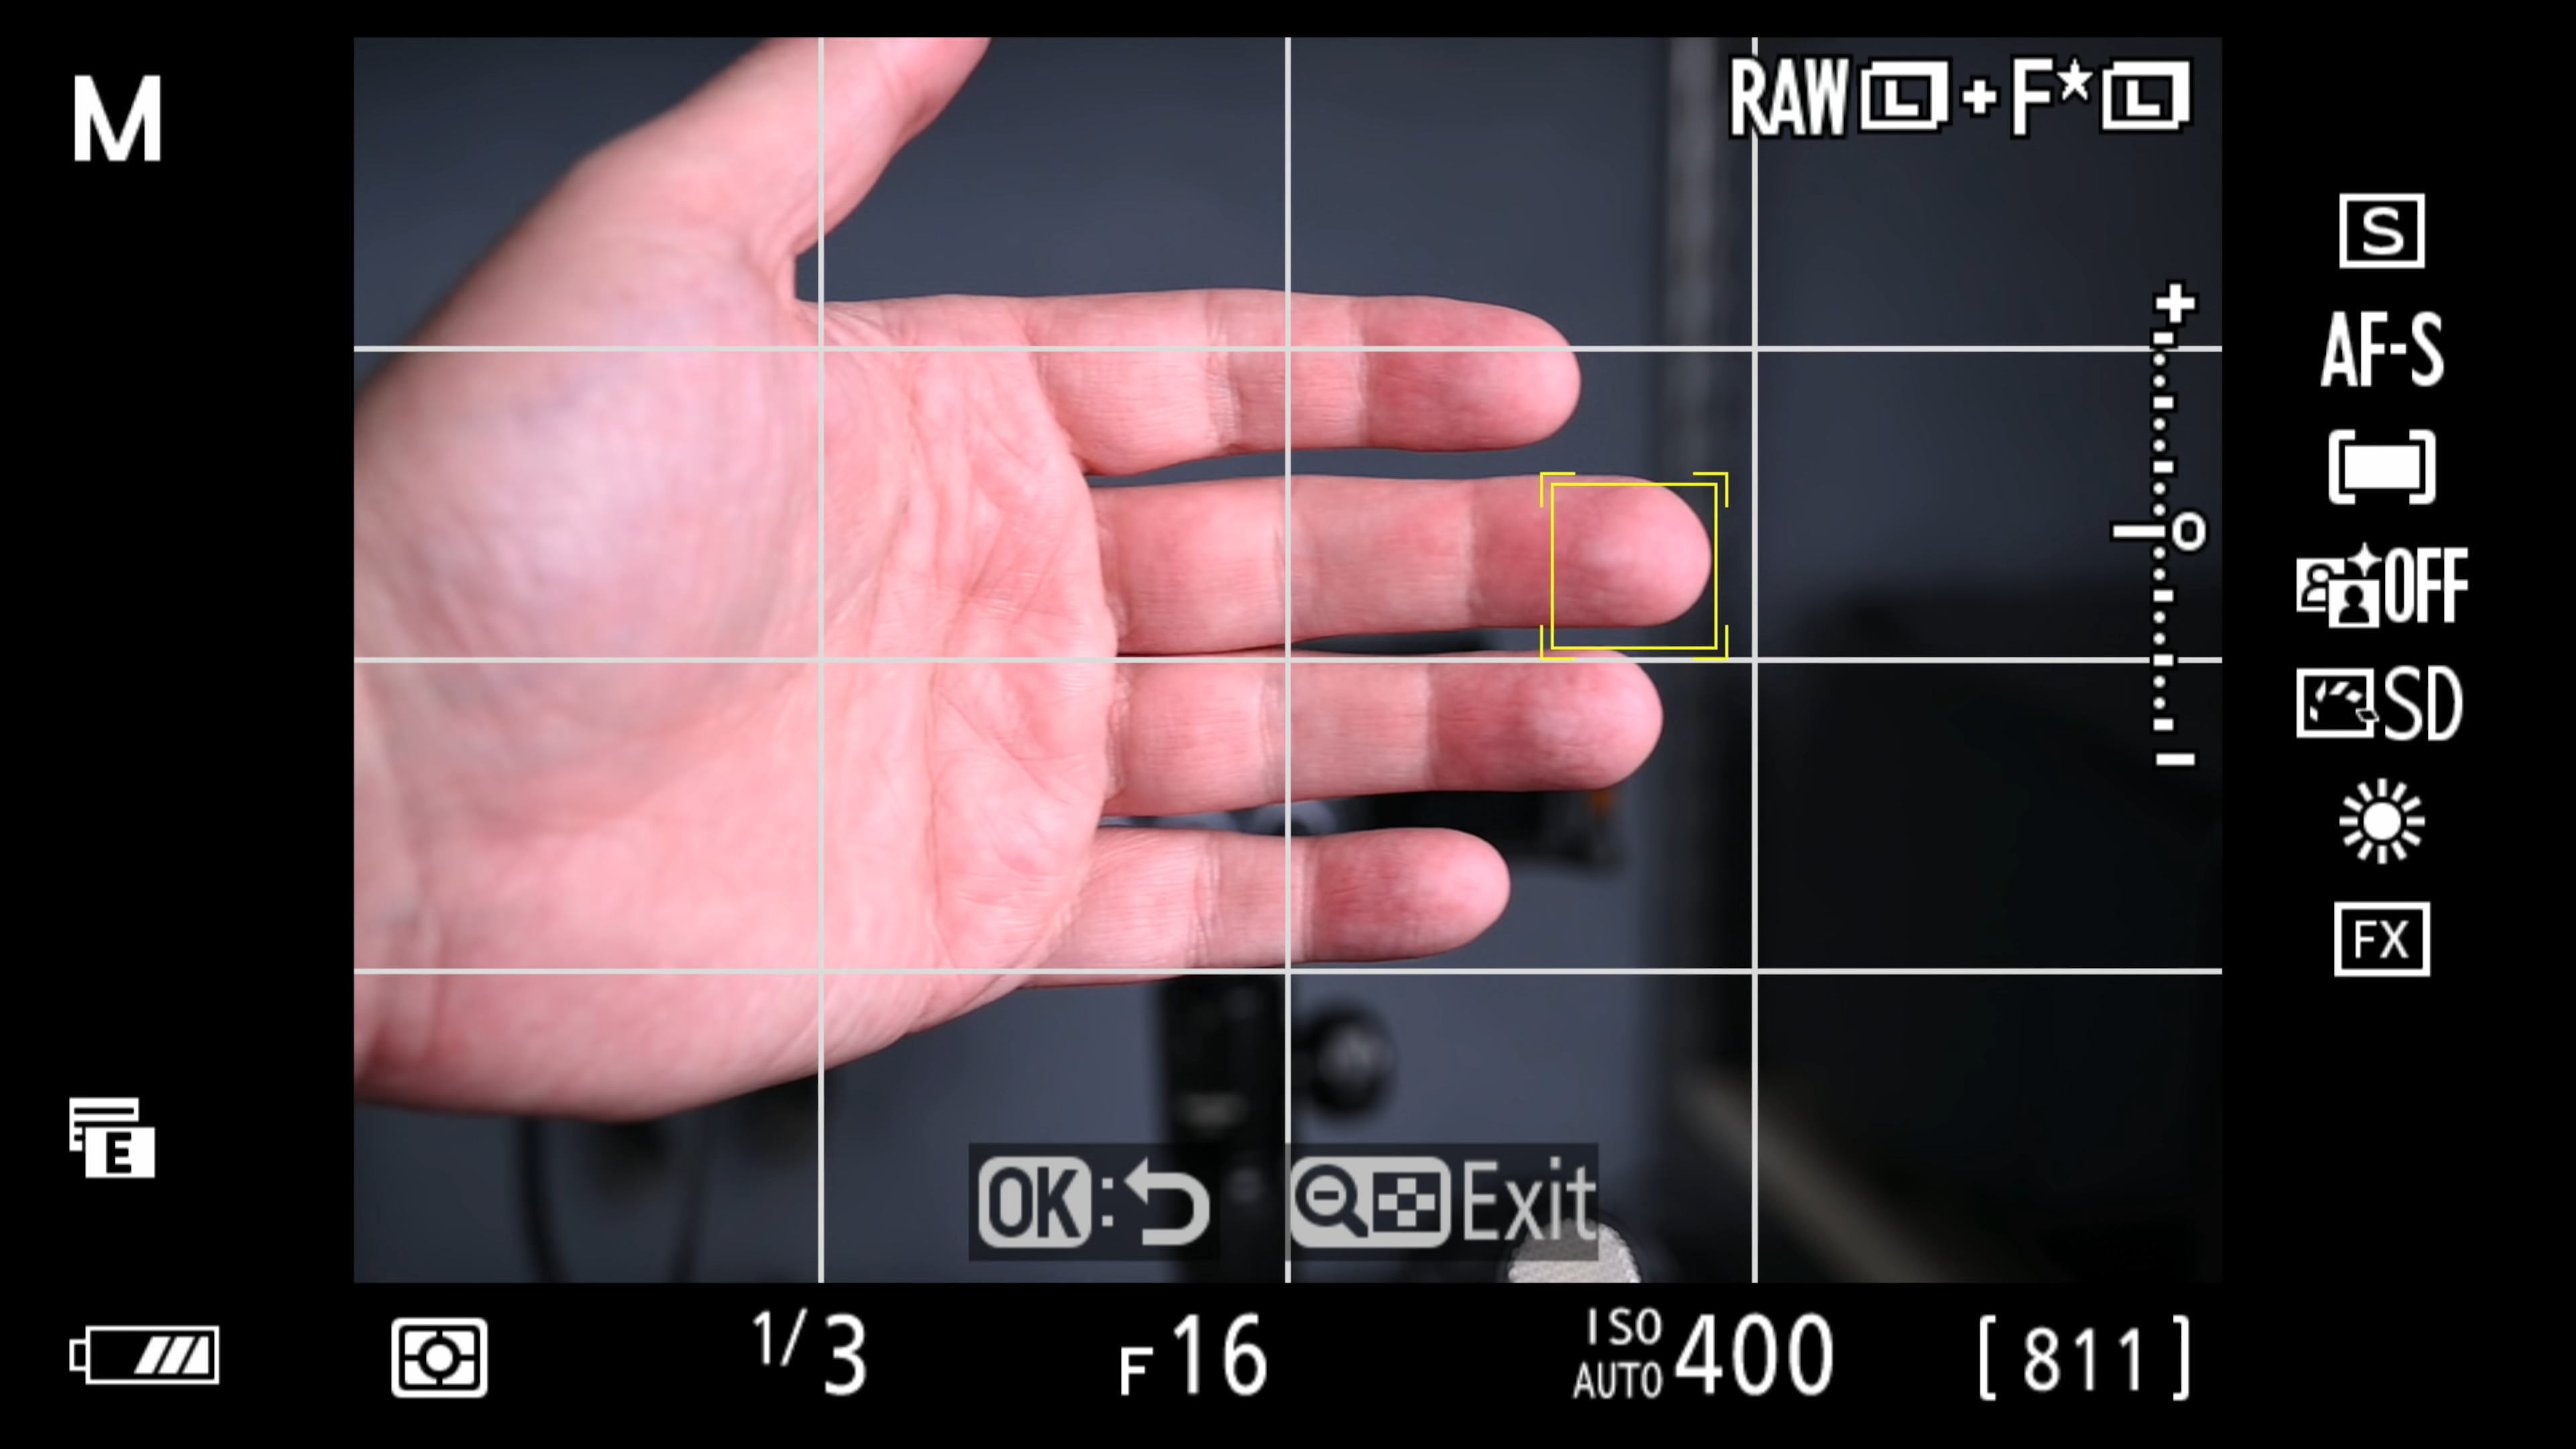 M
RAW L + F★ L
S
AF-S
OFF
SD
FX
+
O
−
E
OK: Exit
1/3 F16 ISO AUTO 400 [811]